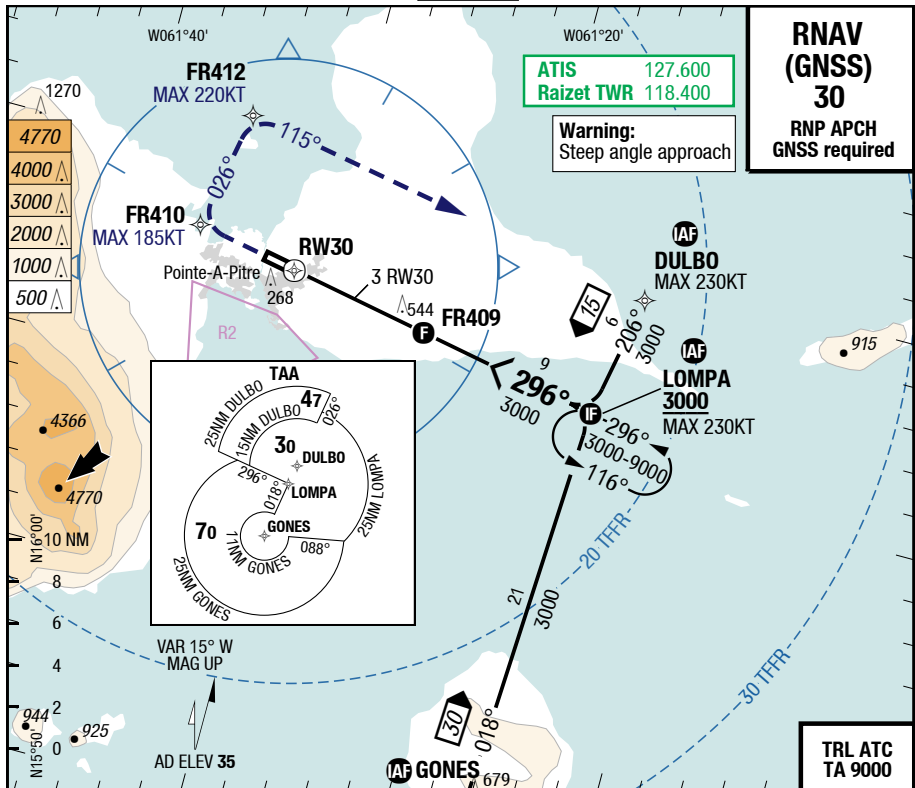 W061°40'
W061°20'
RNAV
(GNSS)
30
RNP APCH
GNSS required
ATIS 127.600
Raizet TWR 118.400
Warning:
Steep angle approach
FR412
MAX 220KT
1270
4770
4000
3000
2000
1000
500
115°
026°
FR410
MAX 185KT
RW30
Pointe-A-Pitre
268
3 RW30
544
F FR409
R2
IAF
DULBO
MAX 230KT
15
6
206°
3000
IAF
LOMPA
3000
MAX 230KT
915
9
296°
3000
IF
296°
3000-9000
116°
TAA
25NM DULBO
47
026°
15NM DULBO
30
DULBO
296°
LOMPA
018°
25NM LOMPA
GONES
70
11NM GONES
088°
25NM GONES
4366
4770
N16°00'
10 NM
8
6
4
2
0
N15°50'
20 TFFR
21
3000
30 TFFR
VAR 15° W
MAG UP
944
925
AD ELEV 35
30
018°
IAF GONES
679
TRL ATC
TA 9000